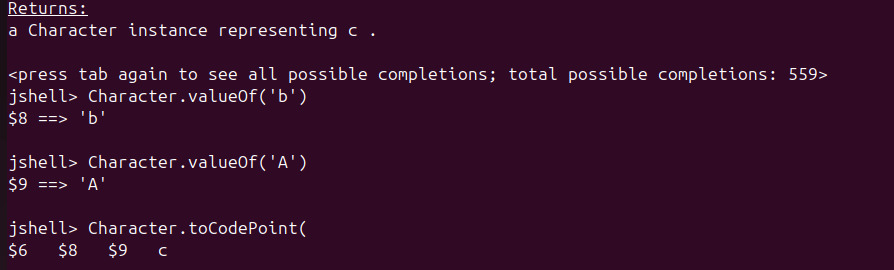 Returns:
a Character instance representing c .
<press tab again to see all possible completions; total possible completions: 559>
jshell> Character.valueOf('b')
$8 ==> 'b'
jshell> Character.valueOf('A')
$9 ==> 'A'
jshell> Character.toCodePoint(
$6   $8   $9   c